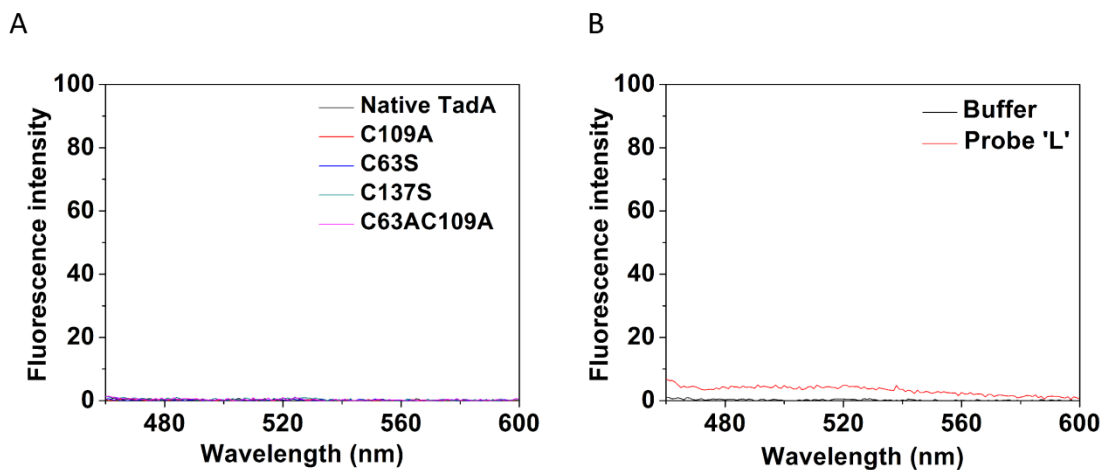 A
B
Fluorescence intensity
100
80
60
40
20
0
Native TadA
C109A
C63S
C137S
C63AC109A
480
520
560
600
Wavelength (nm)
Fluorescence intensity
100
80
60
40
20
0
Buffer
Probe 'L'
480
520
560
600
Wavelength (nm)